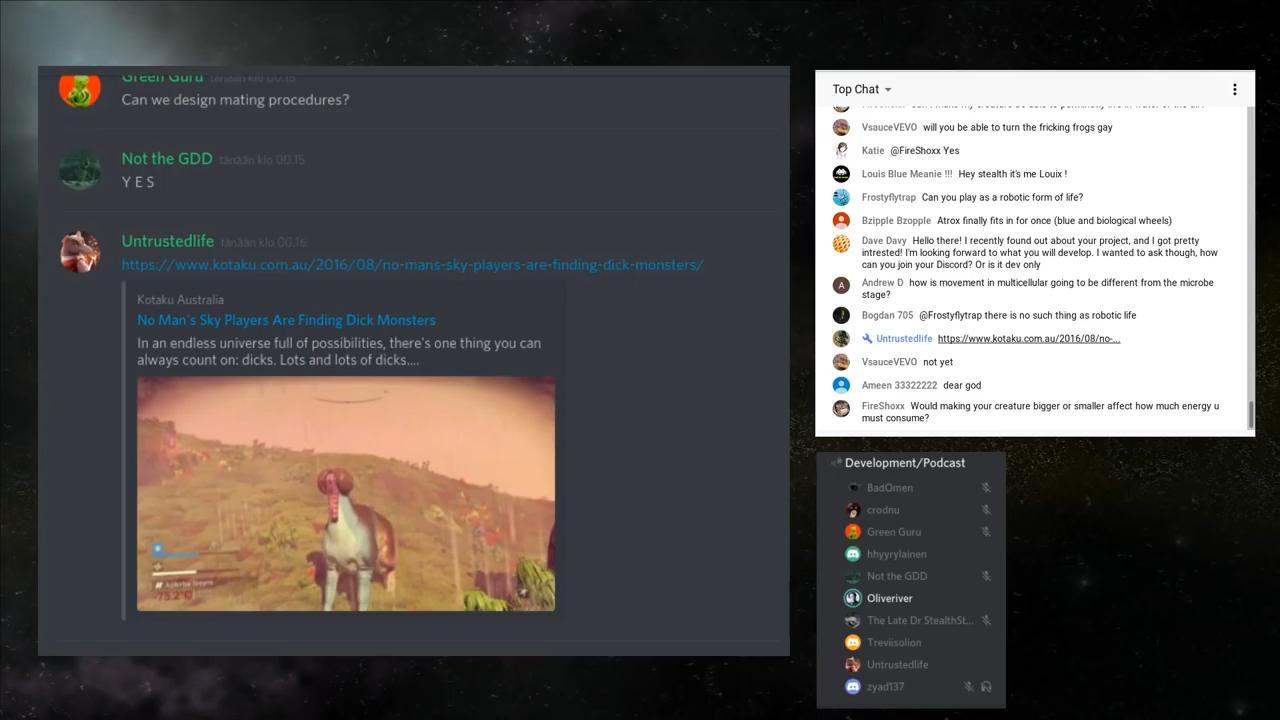 Green Guru tänään klo 00.15
Can we design mating procedures?
Not the GDD tänään klo 00.15
Y E S
Untrustedlife tänään klo 00.16
https://www.kotaku.com.au/2016/08/no-mans-sky-players-are-finding-dick-monsters/
Kotaku Australia
No Man's Sky Players Are Finding Dick Monsters
In an endless universe full of possibilities, there's one thing you can
always count on: dicks. Lots and lots of dicks....
-75.2°C
Top Chat
VsauceVEVO will you be able to turn the fricking frogs gay
Katie @FireShoxx Yes
Louis Blue Meanie !!! Hey stealth it's me Louix !
Frostyflytrap Can you play as a robotic form of life?
Bzipple Bzopple Atrox finally fits in for once (blue and biological wheels)
Dave Davy Hello there! I recently found out about your project, and I got pretty
intrested! I'm looking forward to what you will develop. I wanted to ask though, how
can you join your Discord? Or is it dev only
A
Andrew D how is movement in multicellular going to be different from the microbe
stage?
Bogdan 705 @Frostyflytrap there is no such thing as robotic life
Untrustedlife https://www.kotaku.com.au/2016/08/no-...
VsauceVEVO not yet
Ameen 33322222 dear god
FireShoxx Would making your creature bigger or smaller affect how much energy u
must consume?
Development/Podcast
BadOmen
crodnu
Green Guru
hhyyrylainen
Not the GDD
Oliveriver
The Late Dr StealthSt...
Treviisolion
Untrustedlife
zyad137